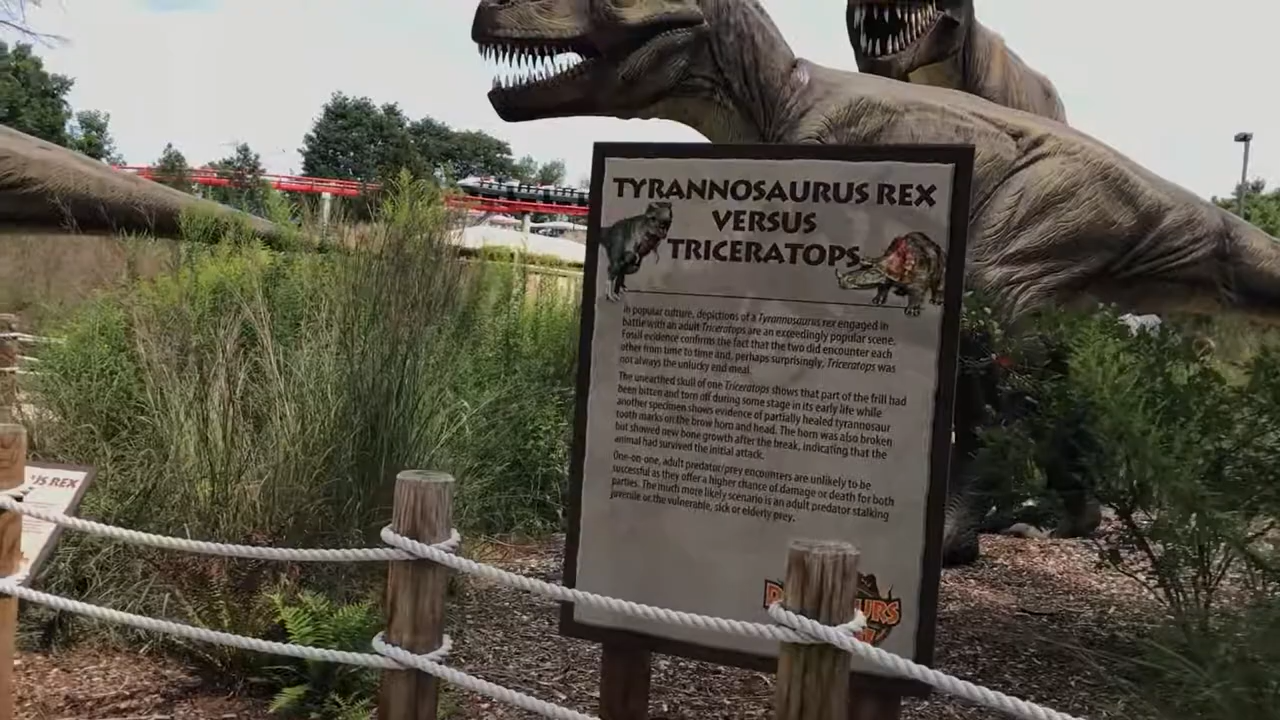 TYRANNOSAURUS REX
VERSUS
TRICERATOPS
In popular culture, depictions of a Tyrannosaurus rex engaged in
battle with an adult Triceratops are an exceedingly popular scene.
Fossil evidence confirms the fact that the two did encounter each
other from time to time and, perhaps surprisingly, Triceratops was
not always the unlucky end meal.
The unearthed skull of one Triceratops shows that part of the frill had
been bitten and torn off during some stage in its early life while
another specimen shows evidence of partially healed tyrannosaur
tooth marks on the brow horn and head. The horn was also broken
but showed new bone growth after the break, indicating that the
animal had survived the initial attack.
One-on-one, adult predator/prey encounters are unlikely to be
successful as they offer a higher chance of damage or death for both
parties. The much more likely scenario is an adult predator stalking
juvenile or the vulnerable, sick or elderly prey.
REX